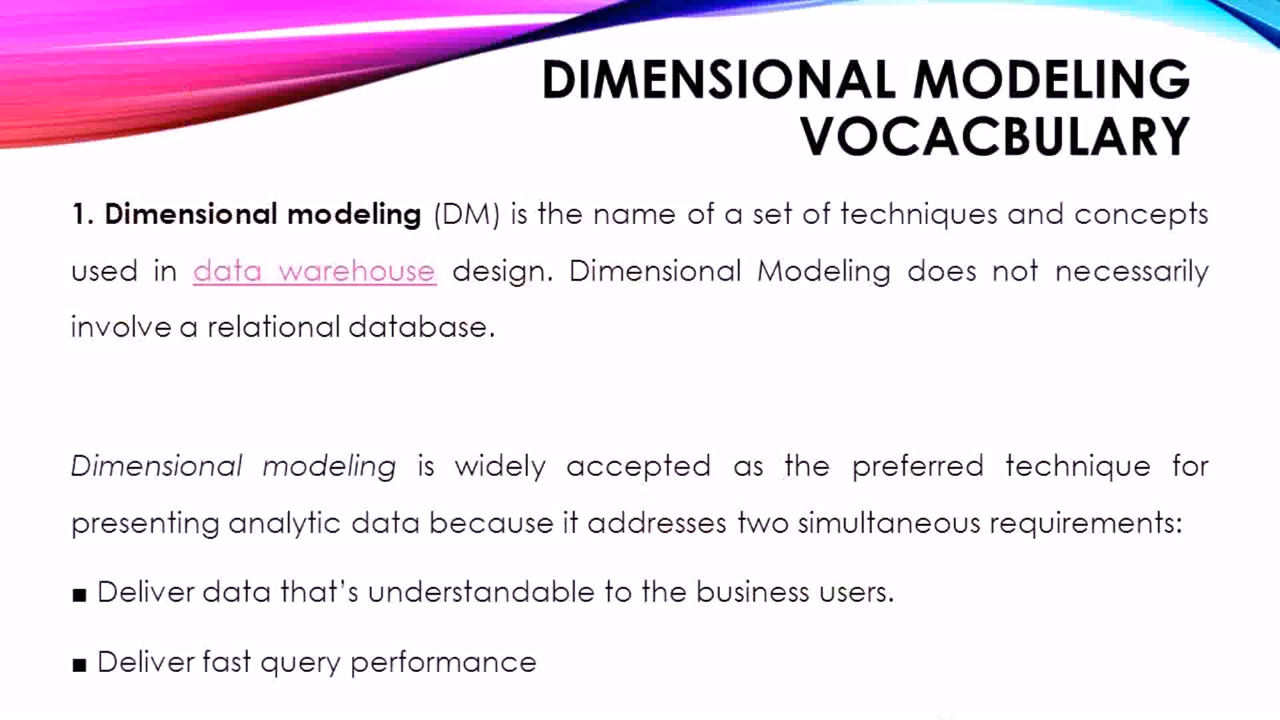 DIMENSIONAL MODELING
VOCACBULARY
1. Dimensional modeling (DM) is the name of a set of techniques and concepts
used in data warehouse design. Dimensional Modeling does not necessarily
involve a relational database.
Dimensional modeling is widely accepted as the preferred technique for
presenting analytic data because it addresses two simultaneous requirements:
■ Deliver data that's understandable to the business users.
■ Deliver fast query performance